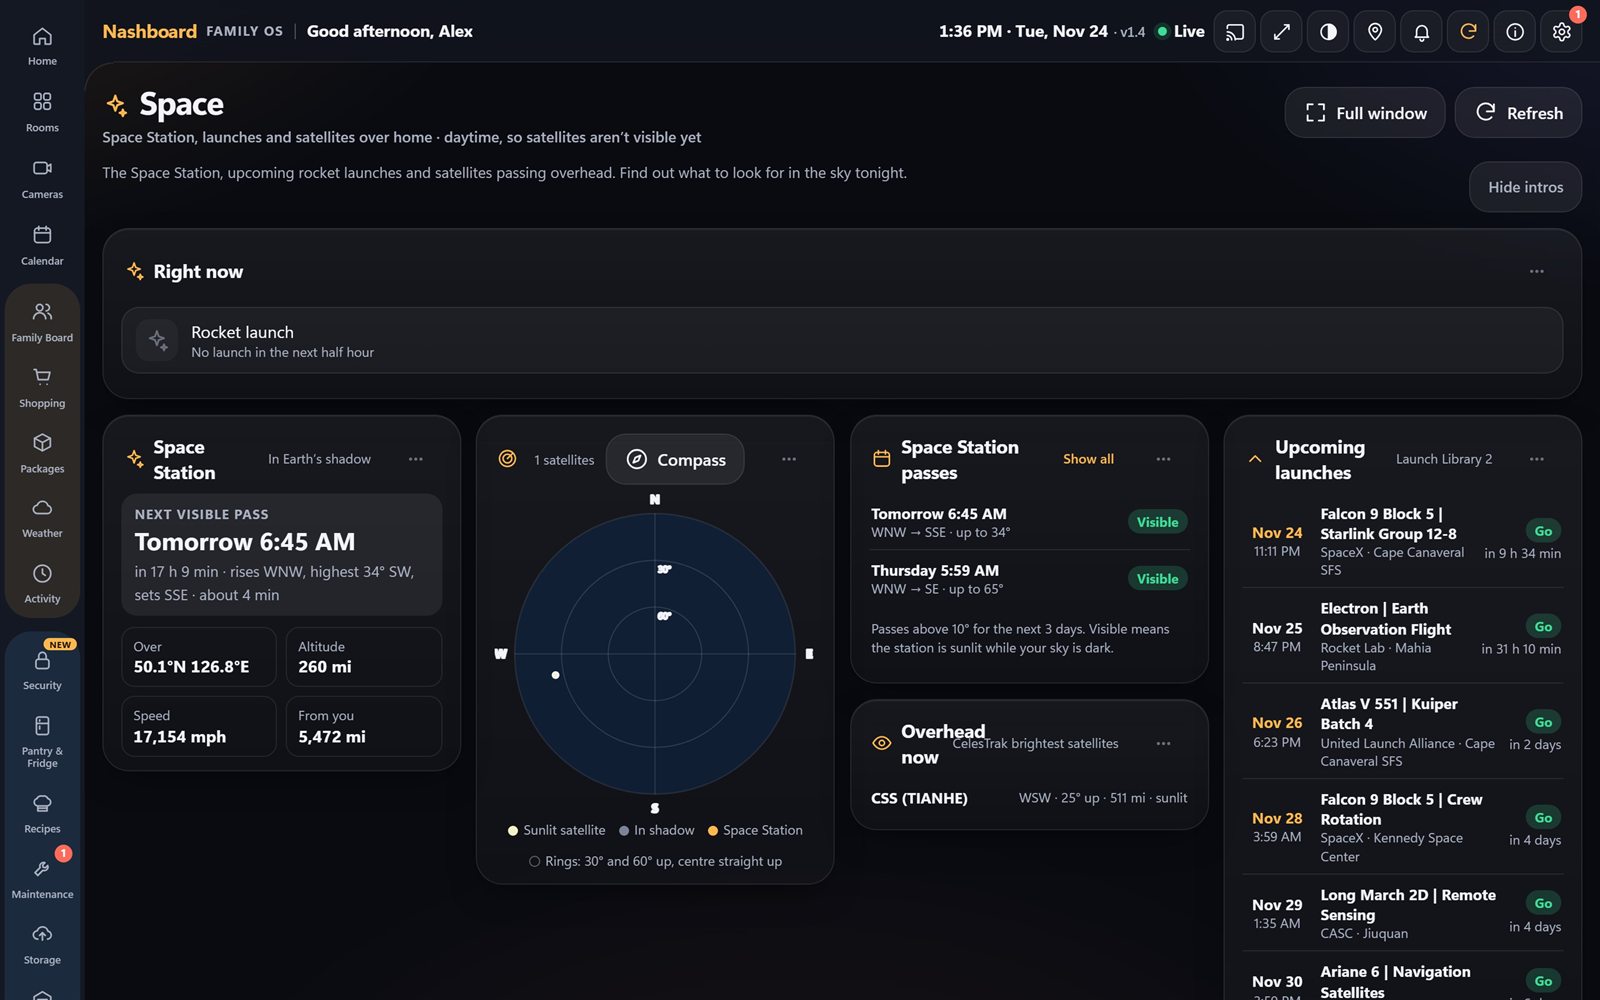 Nashboard FAMILY OS | Good afternoon, Alex
1:36 PM · Tue, Nov 24 · v1.4 Live
1
Home
Rooms
Cameras
Calendar
Family Board
Shopping
Packages
Weather
Activity
NEW
Security
Pantry &
Fridge
Recipes
1
Maintenance
Storage
Space
Space Station, launches and satellites over home · daytime, so satellites aren't visible yet
The Space Station, upcoming rocket launches and satellites passing overhead. Find out what to look for in the sky tonight.
Full window
Refresh
Hide intros
Right now
Rocket launch
No launch in the next half hour
Space
Station
In Earth's shadow
NEXT VISIBLE PASS
Tomorrow 6:45 AM
in 17 h 9 min · rises WNW, highest 34° SW,
sets SSE · about 4 min
Over
50.1°N 126.8°E
Altitude
260 mi
Speed
17,154 mph
From you
5,472 mi
1 satellites
Compass
N
30°
60°
W
E
S
Sunlit satellite
In shadow
Space Station
Rings: 30° and 60° up, centre straight up
Space Station
passes
Show all
Tomorrow 6:45 AM
WNW → SSE · up to 34°
Visible
Thursday 5:59 AM
WNW → SE · up to 65°
Visible
Passes above 10° for the next 3 days. Visible means
the station is sunlit while your sky is dark.
Overhead
now
CelesTrak brightest satellites
CSS (TIANHE)
WSW · 25° up · 511 mi · sunlit
Upcoming
launches
Launch Library 2
Nov 24
11:11 PM
Falcon 9 Block 5 |
Starlink Group 12-8
SpaceX · Cape Canaveral
SFS
Go
in 9 h 34 min
Nov 25
8:47 PM
Electron | Earth
Observation Flight
Rocket Lab · Mahia
Peninsula
Go
in 31 h 10 min
Nov 26
6:23 PM
Atlas V 551 | Kuiper
Batch 4
United Launch Alliance · Cape
Canaveral SFS
Go
in 2 days
Nov 28
3:59 AM
Falcon 9 Block 5 | Crew
Rotation
SpaceX · Kennedy Space
Center
Go
in 4 days
Nov 29
1:35 AM
Long March 2D | Remote
Sensing
CASC · Jiuquan
Go
in 4 days
Nov 30
Ariane 6 | Navigation
Satellites
Go